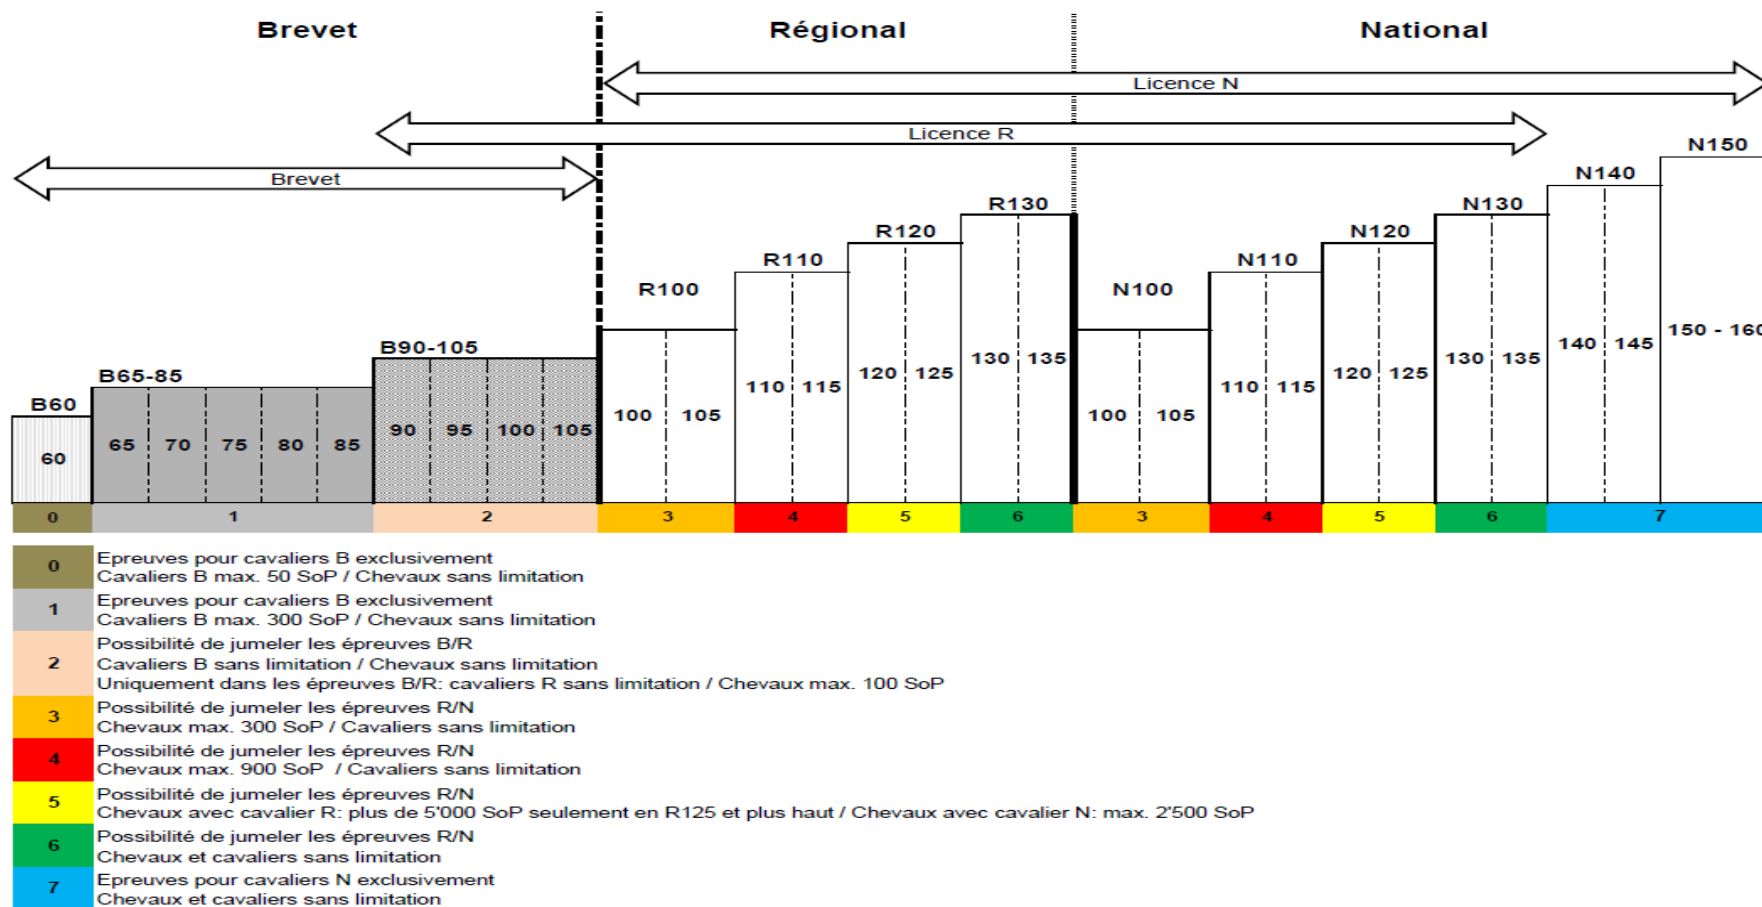 Brevet Régional National
Licence N
Licence R
Brevet
N150
N140
R130 N130
R120 N120
R110 N110
R100 N100
B90-105
B65-85
B60
150 - 160
140 145
130 135 130 135
120 125 120 125
110 115 110 115
100 105 100 105
90 95 100 105
65 70 75 80 85
60
0 1 2 3 4 5 6 3 4 5 6 7
0 Epreuves pour cavaliers B exclusivement
Cavaliers B max. 50 SoP / Chevaux sans limitation
1 Epreuves pour cavaliers B exclusivement
Cavaliers B max. 300 SoP / Chevaux sans limitation
2 Possibilité de jumeler les épreuves B/R
Cavaliers B sans limitation / Chevaux sans limitation
Uniquement dans les épreuves B/R: cavaliers R sans limitation / Chevaux max. 100 SoP
3 Possibilité de jumeler les épreuves R/N
Chevaux max. 300 SoP / Cavaliers sans limitation
4 Possibilité de jumeler les épreuves R/N
Chevaux max. 900 SoP / Cavaliers sans limitation
5 Possibilité de jumeler les épreuves R/N
Chevaux avec cavalier R: plus de 5'000 SoP seulement en R125 et plus haut / Chevaux avec cavalier N: max. 2'500 SoP
6 Possibilité de jumeler les épreuves R/N
Chevaux et cavaliers sans limitation
7 Epreuves pour cavaliers N exclusivement
Chevaux et cavaliers sans limitation